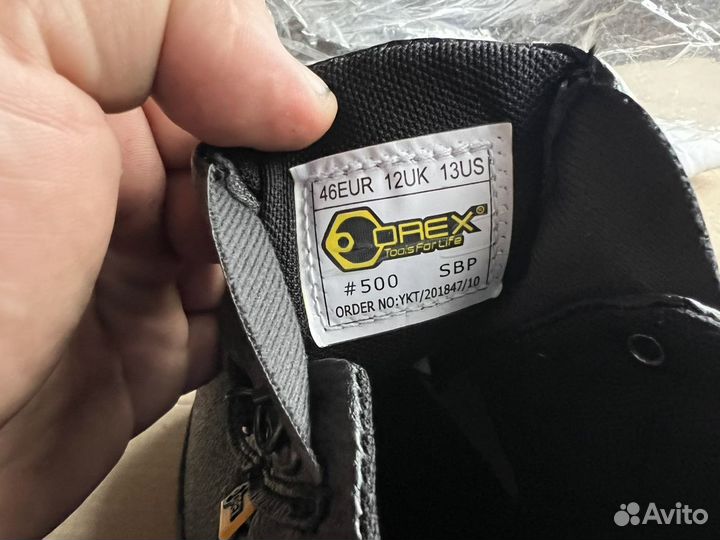 46EUR 12UK 13US
OREX®
Tools For Life
#500 SBP
ORDER NO:YKT/201847/10
Avito